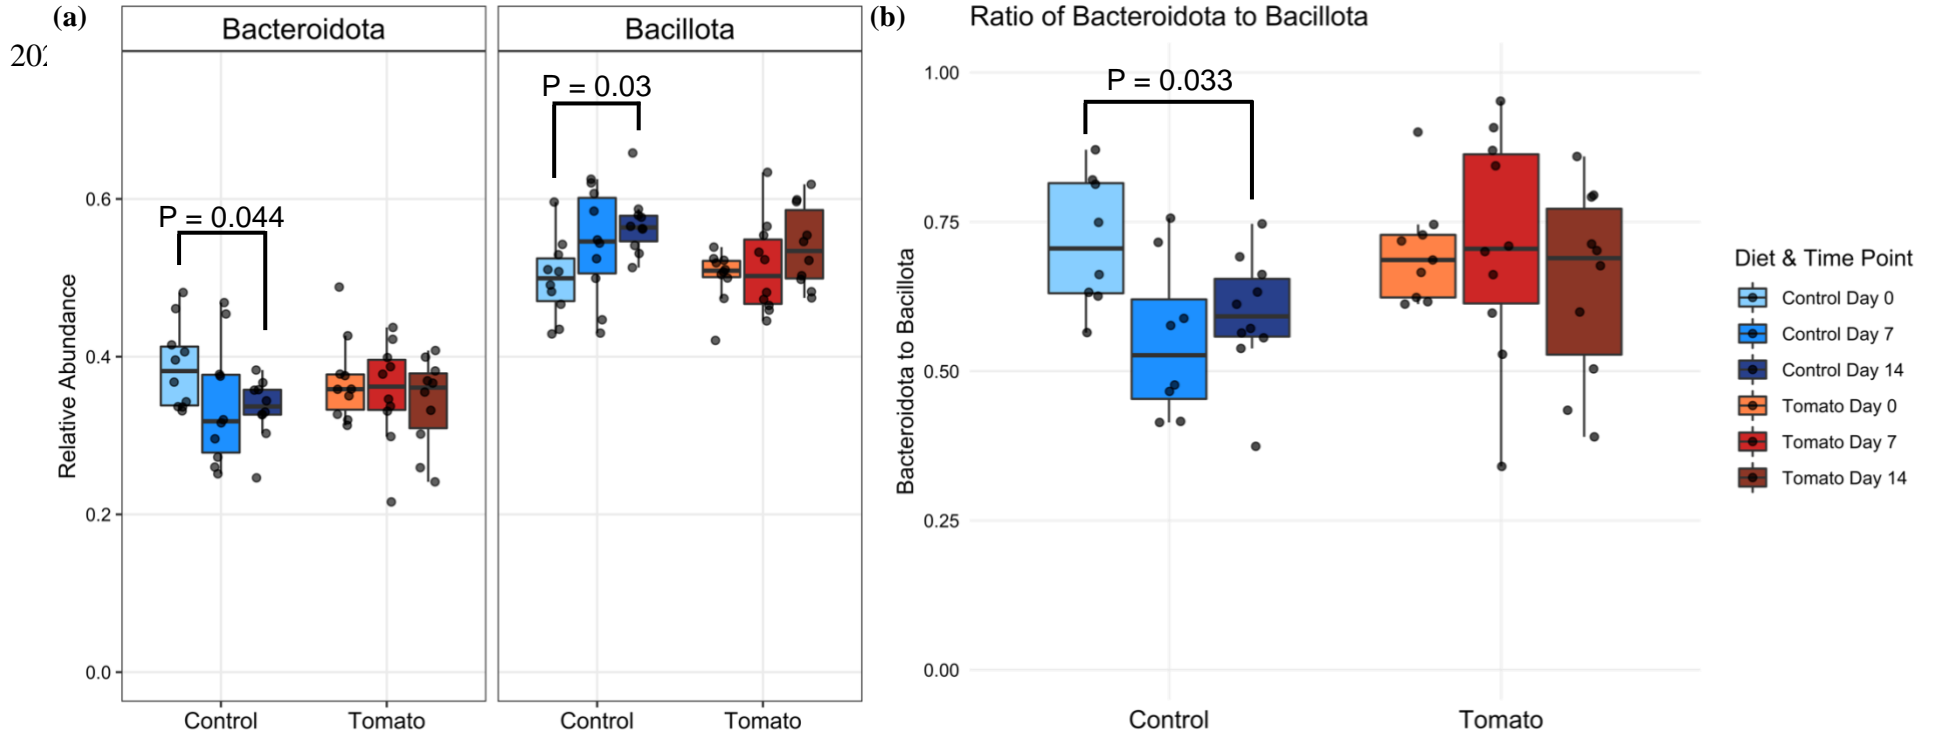 (a)
202
Bacteroidota
Bacillota
P = 0.044
P = 0.03
Relative Abundance
0.6
0.4
0.2
0.0
Control
Tomato
Control
Tomato
(b)
Ratio of Bacteroidota to Bacillota
P = 0.033
Bacteroidota to Bacillota
1.00
0.75
0.50
0.25
0.00
Control
Tomato
Diet & Time Point
Control Day 0
Control Day 7
Control Day 14
Tomato Day 0
Tomato Day 7
Tomato Day 14